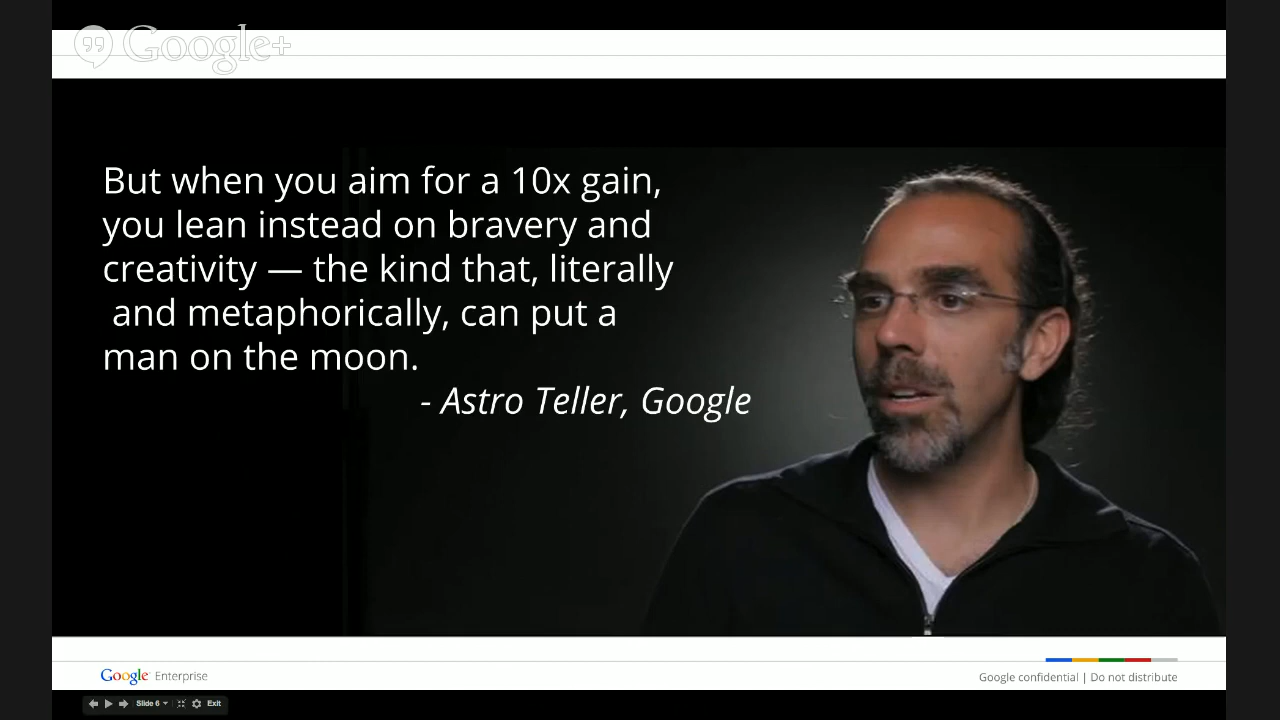 Google+
But when you aim for a 10x gain,
you lean instead on bravery and
creativity — the kind that, literally
and metaphorically, can put a
man on the moon.
- Astro Teller, Google
Google Enterprise
Google confidential | Do not distribute
Slide 6
Exit